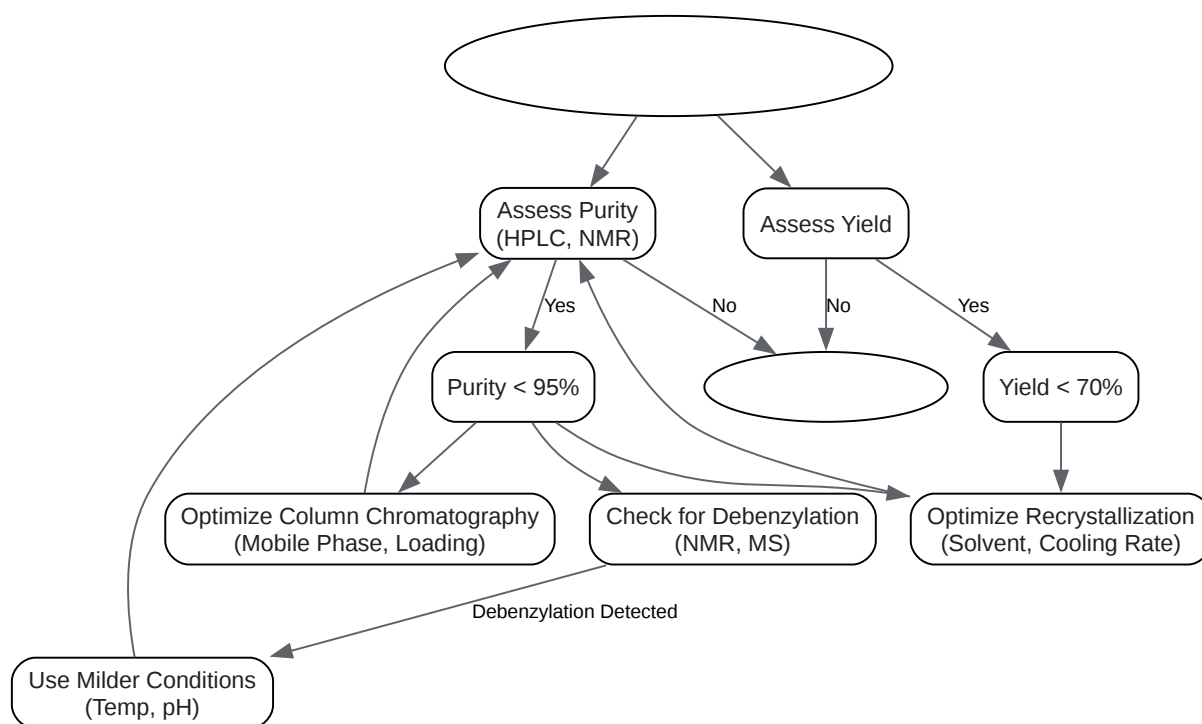 Assess Purity
(HPLC, NMR)
Assess Yield
Yes
No
No
Yes
Purity < 95%
Yield < 70%
Optimize Column Chromatography
(Mobile Phase, Loading)
Check for Debenzylation
(NMR, MS)
Optimize Recrystallization
(Solvent, Cooling Rate)
Debenzylation Detected
Use Milder Conditions
(Temp, pH)